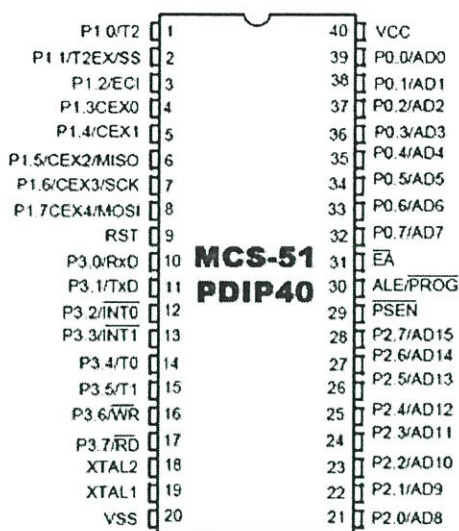 P1.0/T2 1 40 VCC
P1.1/T2EX/SS 2 39 P0.0/AD0
P1.2/ECI 3 38 P0.1/AD1
P1.3CEX0 4 37 P0.2/AD2
P1.4/CEX1 5 36 P0.3/AD3
P1.5/CEX2/MISO 6 35 P0.4/AD4
P1.6/CEX3/SCK 7 34 P0.5/AD5
P1.7CEX4/MOSI 8 33 P0.6/AD6
RST 9 32 P0.7/AD7
P3.0/RxD 10 MCS-51 31 EA
P3.1/TxD 11 PDIP40 30 ALE/PROG
P3.2/INT0 12 29 PSEN
P3.3/INT1 13 28 P2.7/AD15
P3.4/T0 14 27 P2.6/AD14
P3.5/T1 15 26 P2.5/AD13
P3.6/WR 16 25 P2.4/AD12
P3.7/RD 17 24 P2.3/AD11
XTAL2 18 23 P2.2/AD10
XTAL1 19 22 P2.1/AD9
VSS 20 21 P2.0/AD8